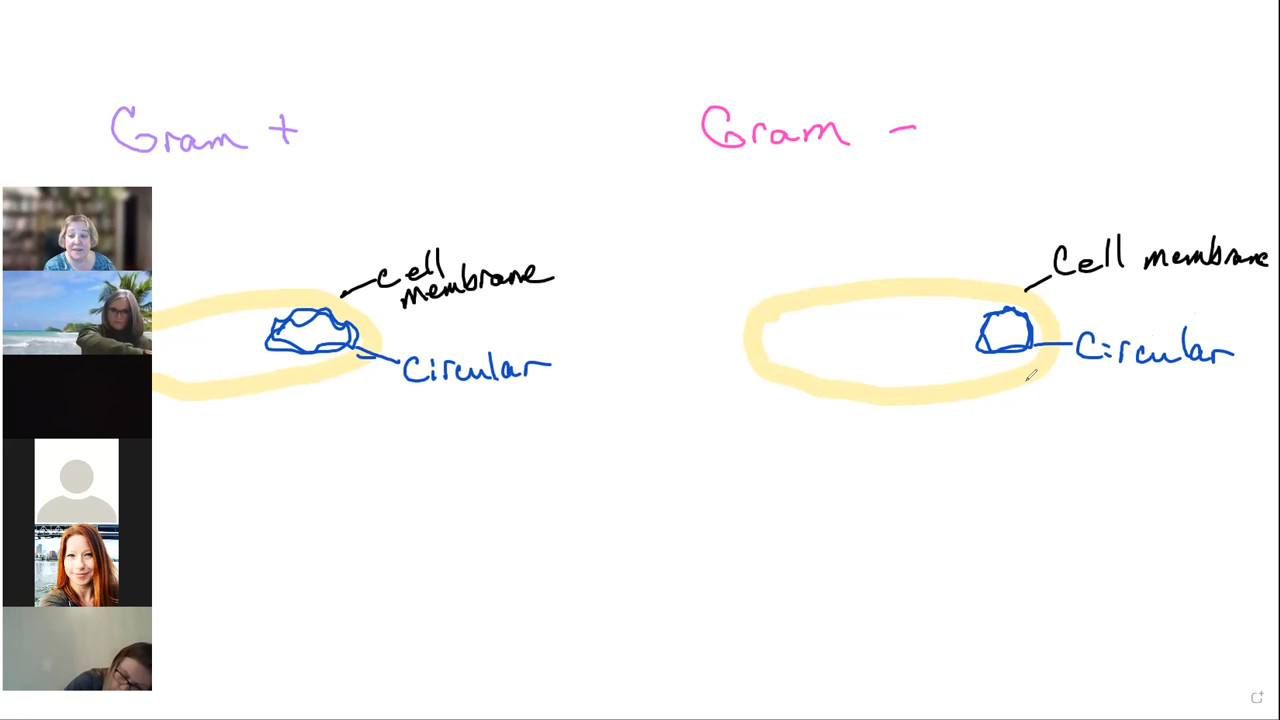 Gram +
Gram -
cell
membrane
Circular
Cell membrane
Circular